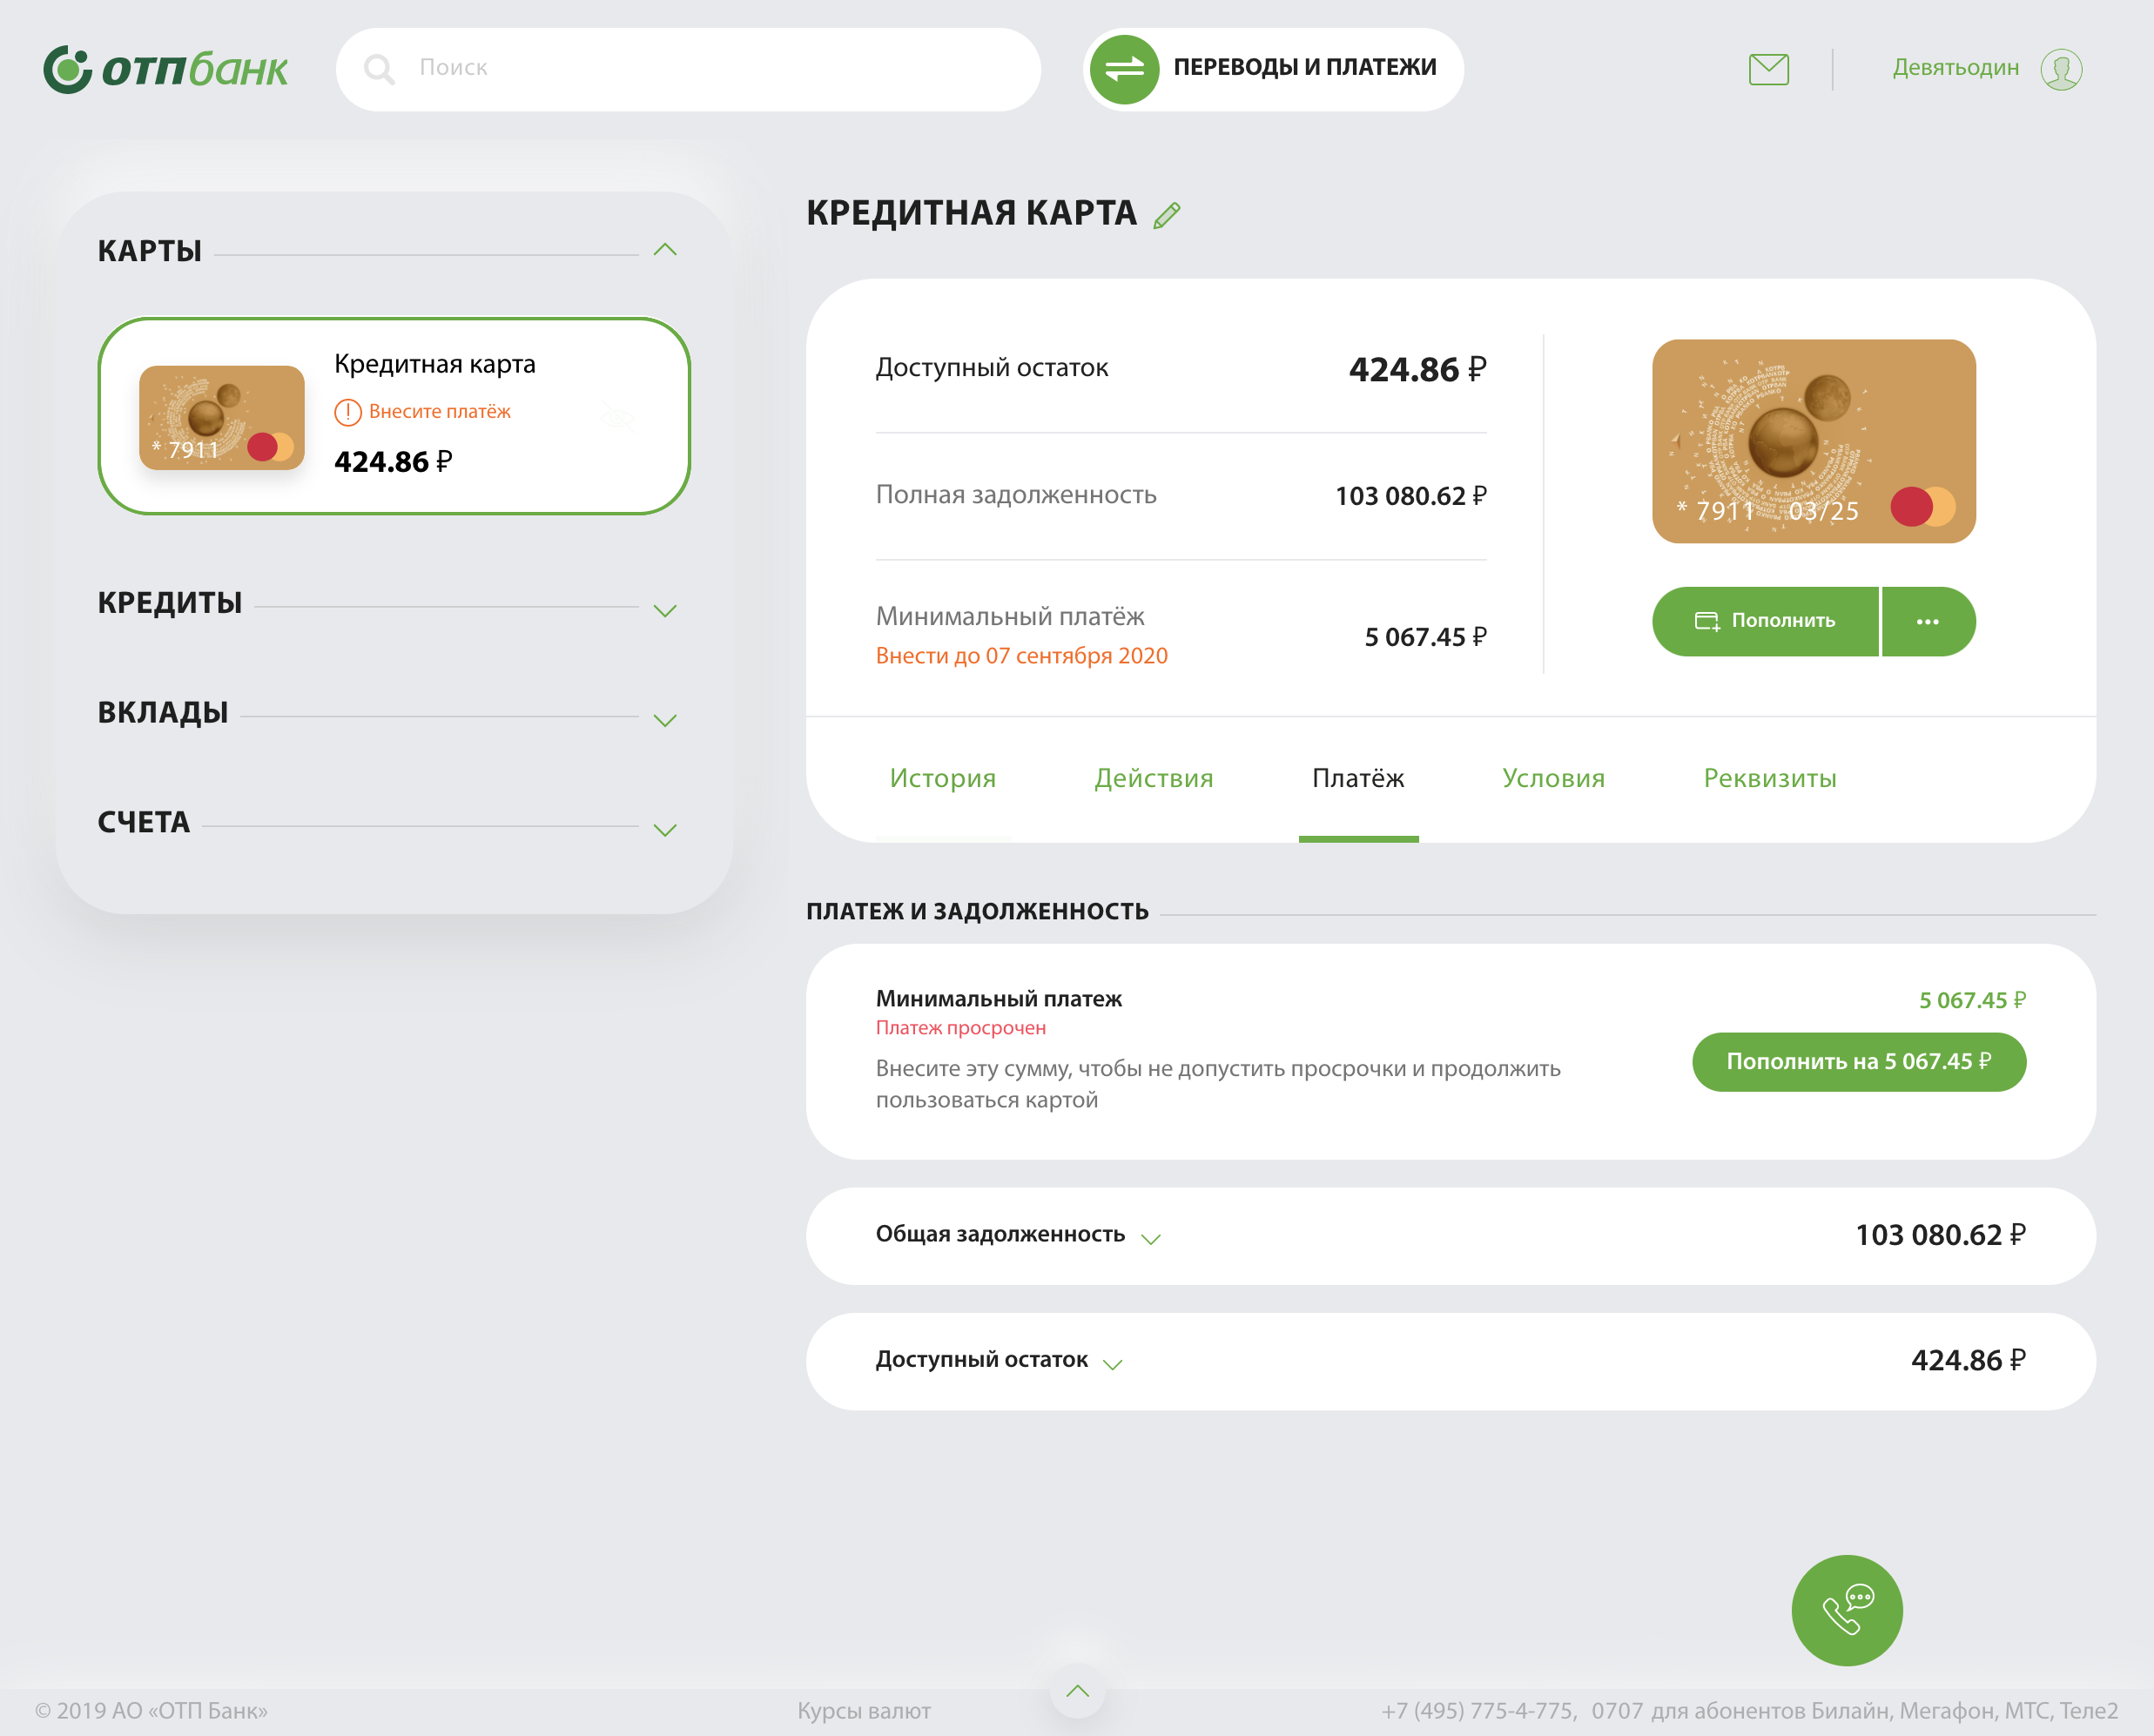 ОТПбанк
Поиск
ПЕРЕВОДЫ И ПЛАТЕЖИ
Девятьодин
КАРТЫ
Кредитная карта
Внесите платёж
* 7911
424.86 ₽
КРЕДИТЫ
ВКЛАДЫ
СЧЕТА
КРЕДИТНАЯ КАРТА
Доступный остаток
424.86 ₽
Полная задолженность
103 080.62 ₽
Минимальный платёж
Внести до 07 сентября 2020
5 067.45 ₽
* 7911 03/25
Пополнить
История
Действия
Платёж
Условия
Реквизиты
ПЛАТЕЖ И ЗАДОЛЖЕННОСТЬ
Минимальный платеж
5 067.45 ₽
Платеж просрочен
Внесите эту сумму, чтобы не допустить просрочки и продолжить
пользоваться картой
Пополнить на 5 067.45 ₽
Общая задолженность
103 080.62 ₽
Доступный остаток
424.86 ₽
© 2019 АО «ОТП Банк»
Курсы валют
+7 (495) 775-4-775, 0707 для абонентов Билайн, Мегафон, МТС, Теле2